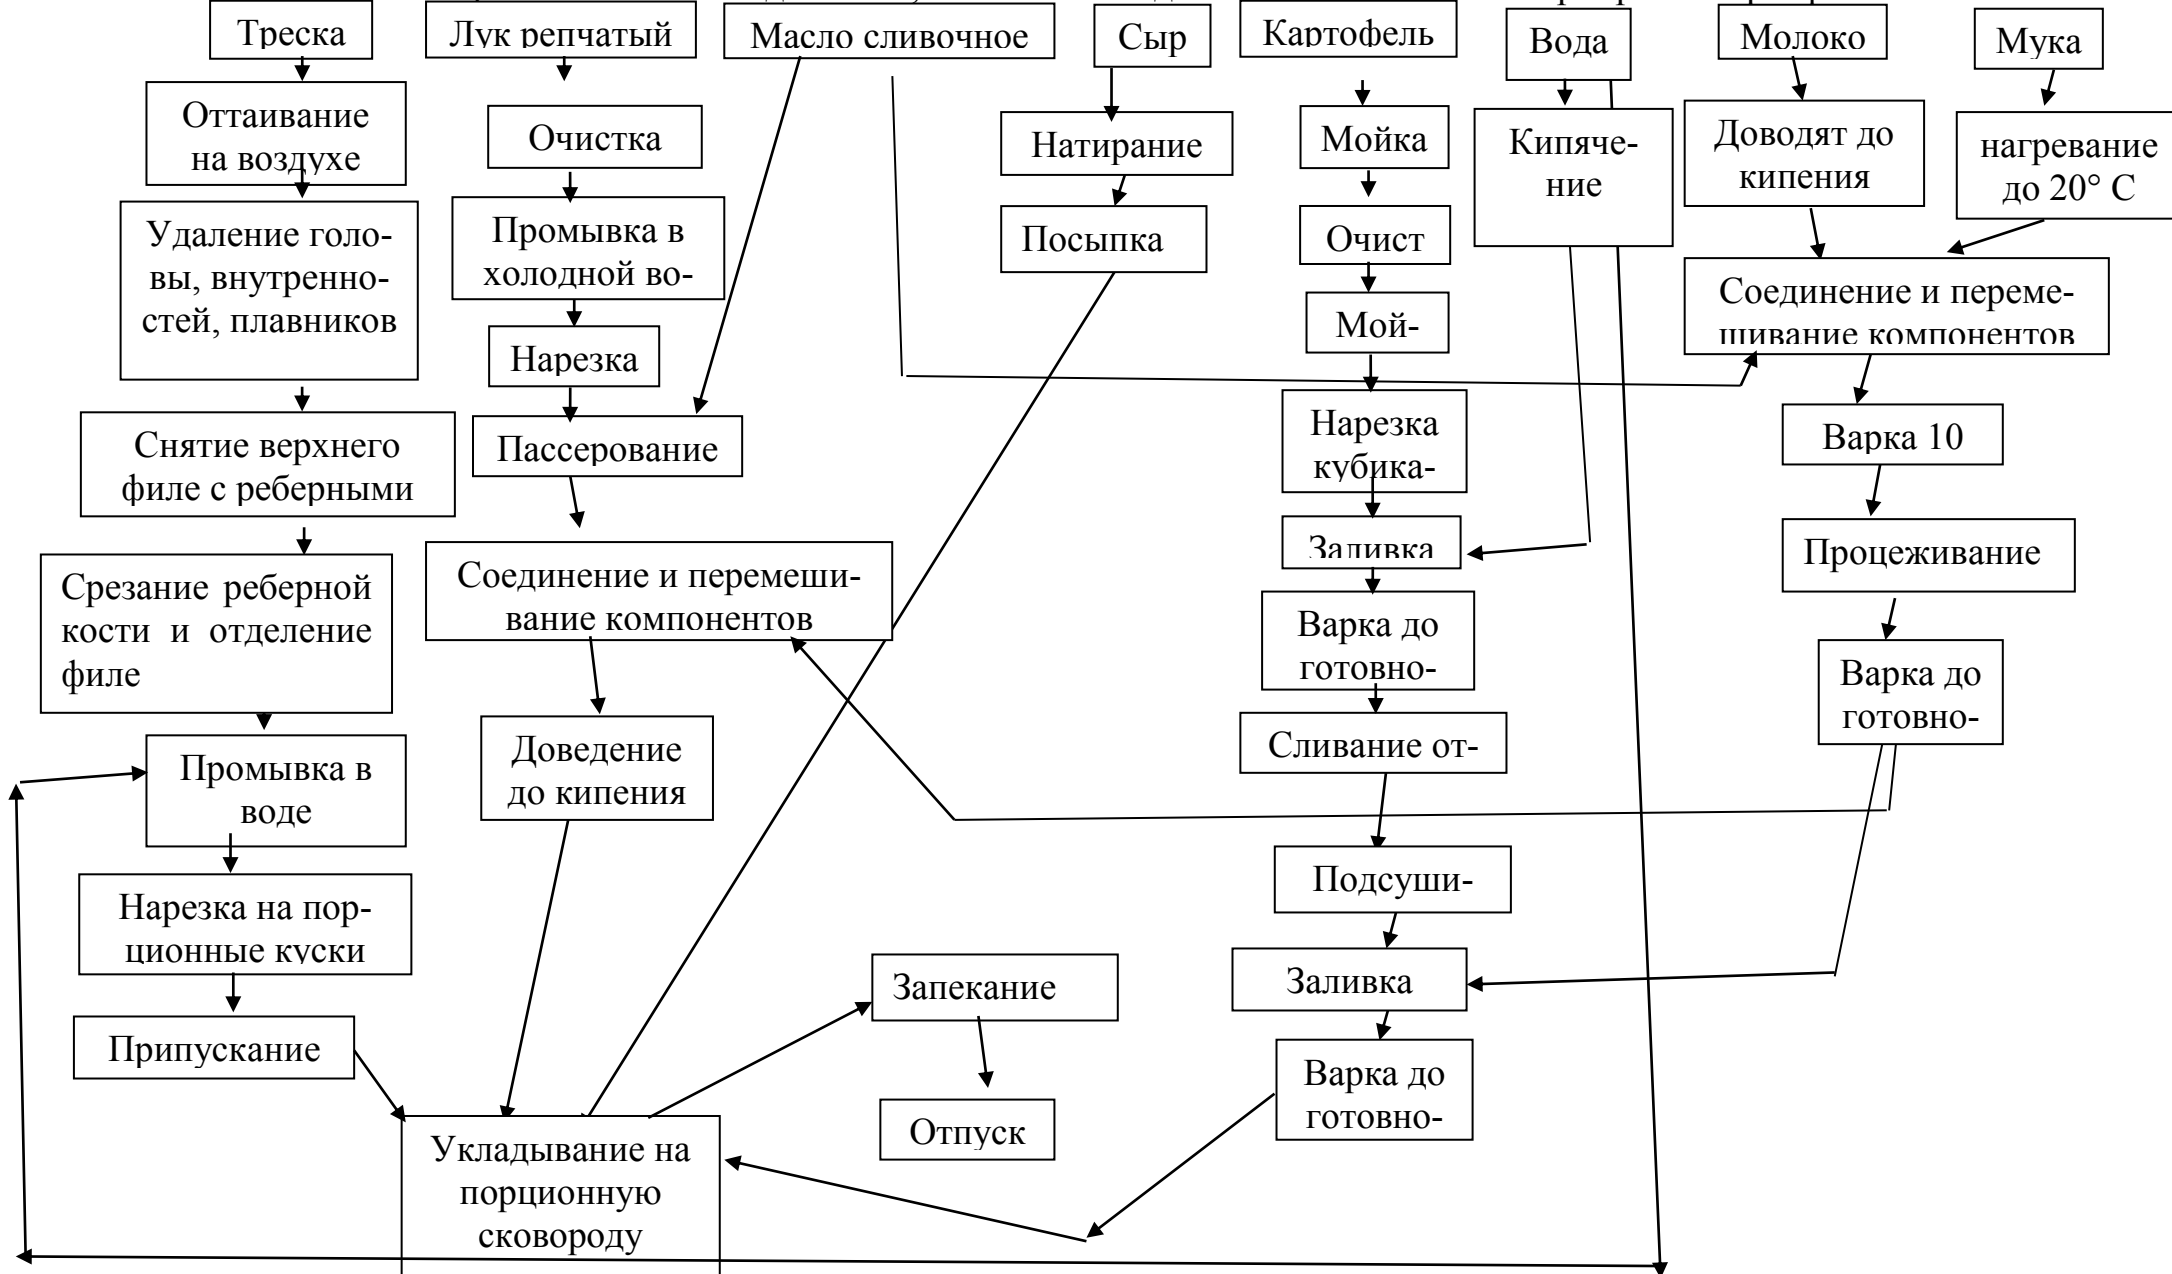 Треска
Лук репчатый
Масло сливочное
Сыр
Картофель
Вода
Молоко
Мука
Оттаивание
на воздухе
Удаление голо-
вы, внутренно-
стей, плавников
Снятие верхнего
филе с реберными
Срезание реберной
кости и отделение
филе
Промывка в
воде
Нарезка на пор-
ционные куски
Припускание
Очистка
Промывка в
холодной во-
Нарезка
Пассерование
Соединение и перемеши-
вание компонентов
Доведение
до кипения
Укладывание на
порционную
сковороду
Натирание
Посыпка
Запекание
Отпуск
Мойка
Очист
Мой-
Нарезка
кубика-
Заливка
Варка до
готовно-
Сливание от-
Подсуши-
Заливка
Варка до
готовно-
Кипяче-
ние
Доводят до
кипения
нагревание
до 20° С
Соединение и переме-
шивание компонентов
Варка 10
Процеживание
Варка до
готовно-